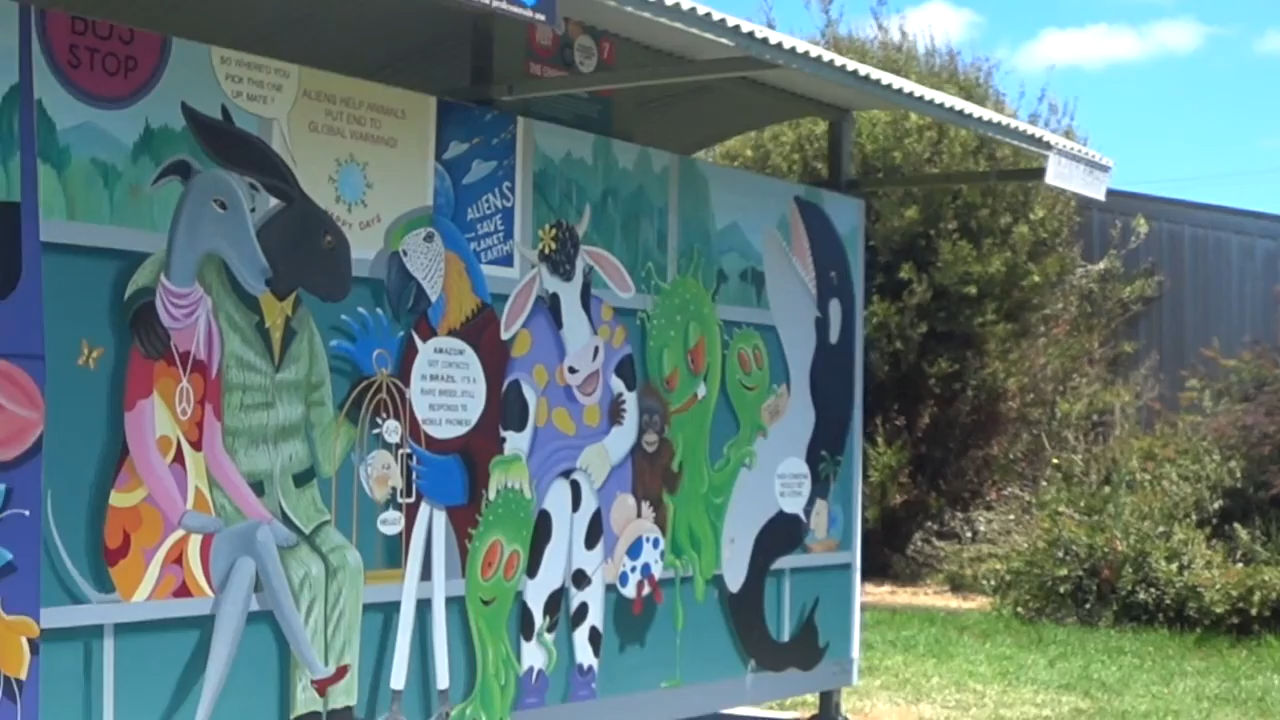 BUS
STOP
SO WHERE'D YOU
PICK THIS ONE
UP, MATE?
ALIENS HELP ANIMALS
PUT END TO
GLOBAL WARMING!
HAPPY DAYS
ALIENS
SAVE
PLANET
EARTH!
7
AMAZON!
GOT CONTACTS
IN BRAZIL. IT'S A
RARE BREED..STILL
RESPONDS TO
MOBILE PHONES!
HELLO?